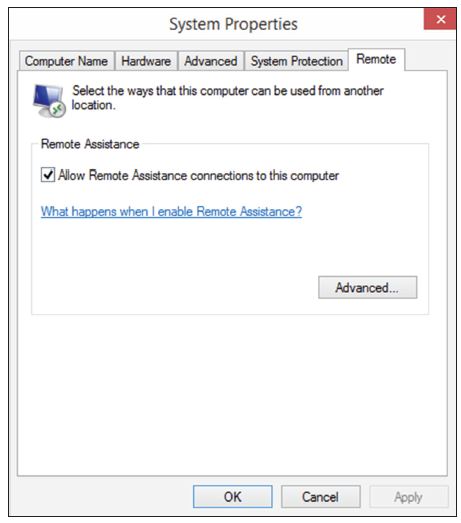 System Properties
Computer Name
Hardware
Advanced
System Protection
Remote
Select the ways that this computer can be used from another
location.
Remote Assistance
Allow Remote Assistance connections to this computer
What happens when I enable Remote Assistance?
Advanced...
OK
Cancel
Apply